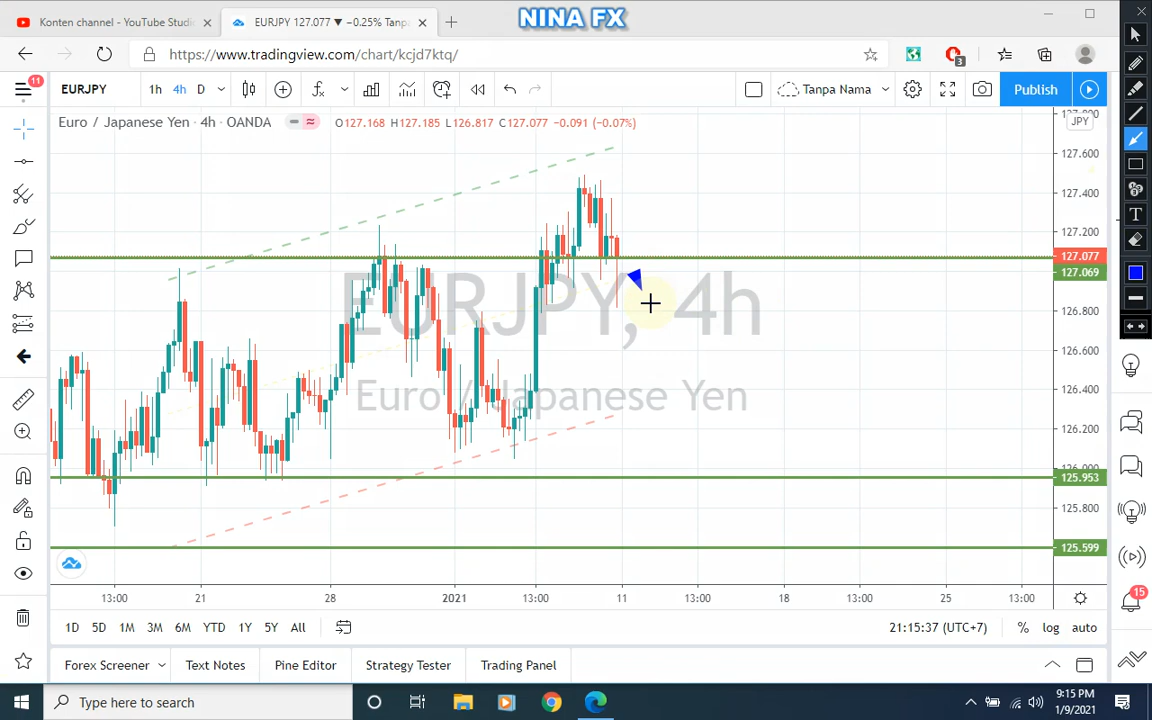 Konten channel - YouTube Studi
EURJPY 127.077 ▼ −0.25% Tanpa
NINA FX
https://www.tradingview.com/chart/kcjd7ktq/
3
11
EURJPY
1h 4h D
Tanpa Nama
Publish
Euro / Japanese Yen · 4h · OANDA
O127.168 H127.185 L126.817 C127.077 −0.091 (−0.07%)
JPY
127.600
127.400
127.200
127.077
127.069
126.800
126.600
126.400
126.200
126.000
125.953
125.800
125.599
EURJPY, 4h
Euro / Japanese Yen
13:00 21 28 2021 13:00 11 13:00 18 13:00 25 13:00
1D 5D 1M 3M 6M YTD 1Y 5Y All
21:15:37 (UTC+7) % log auto
15
Forex Screener Text Notes Pine Editor Strategy Tester Trading Panel
Type here to search
9:15 PM
1/9/2021